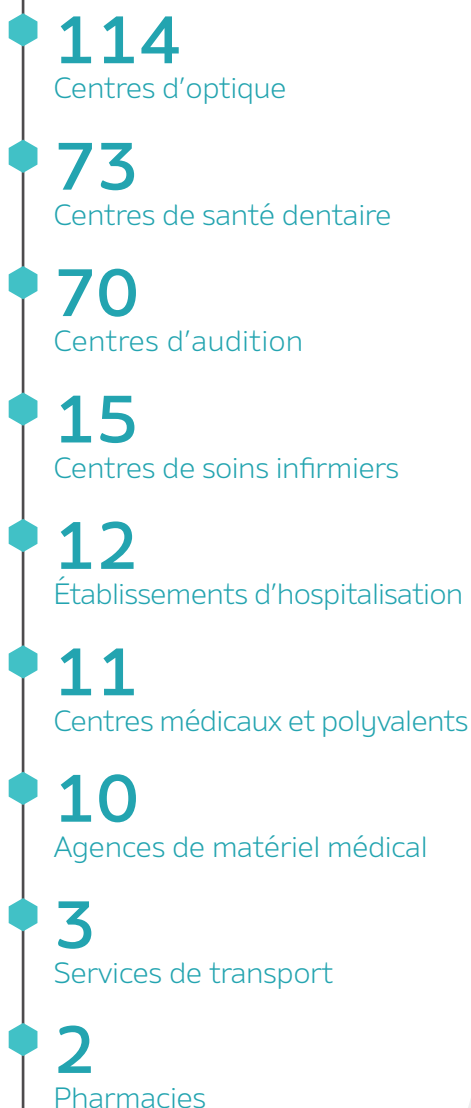 114
Centres d’optique
73
Centres de santé dentaire
70
Centres d’audition
15
Centres de soins infirmiers
12
Établissements d’hospitalisation
11
Centres médicaux et polyvalents
10
Agences de matériel médical
3
Services de transport
2
Pharmacies